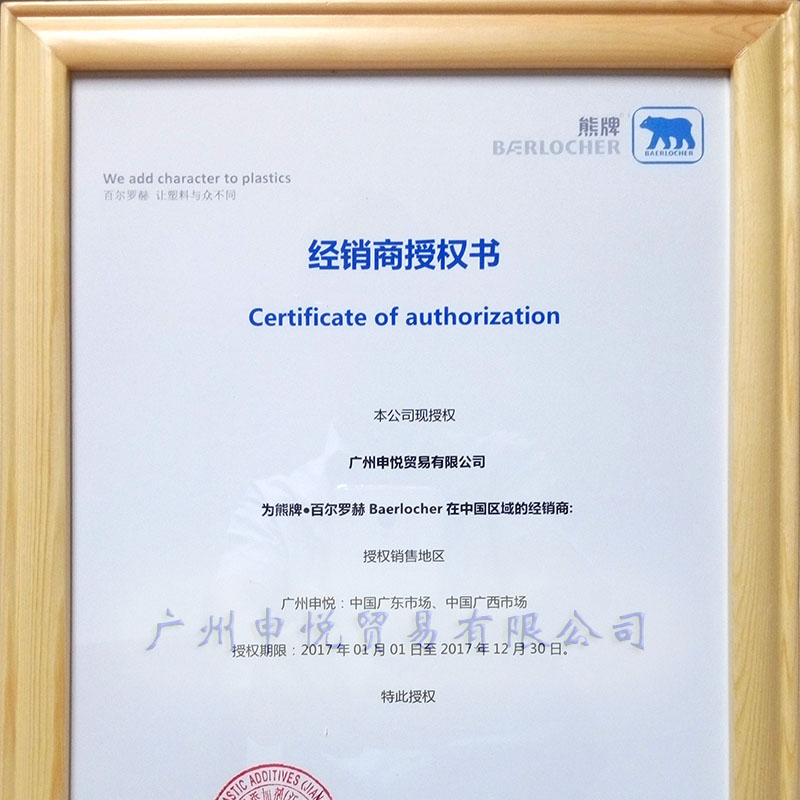 熊牌
BÆRLOCHER
BAERLOCHER
We add character to plastics
百尔罗赫 让塑料与众不同
经销商授权书
Certificate of authorization
本公司现授权
广州申悦贸易有限公司
为熊牌●百尔罗赫 Baerlocher 在中国区域的经销商:
授权销售地区
广州申悦：中国广东市场、中国广西市场
广州申悦贸易有限公司
授权期限：2017 年 01 月 01 日至 2017 年 12 月 30 日。
特此授权
ASTIC ADDITIVES (JIAN